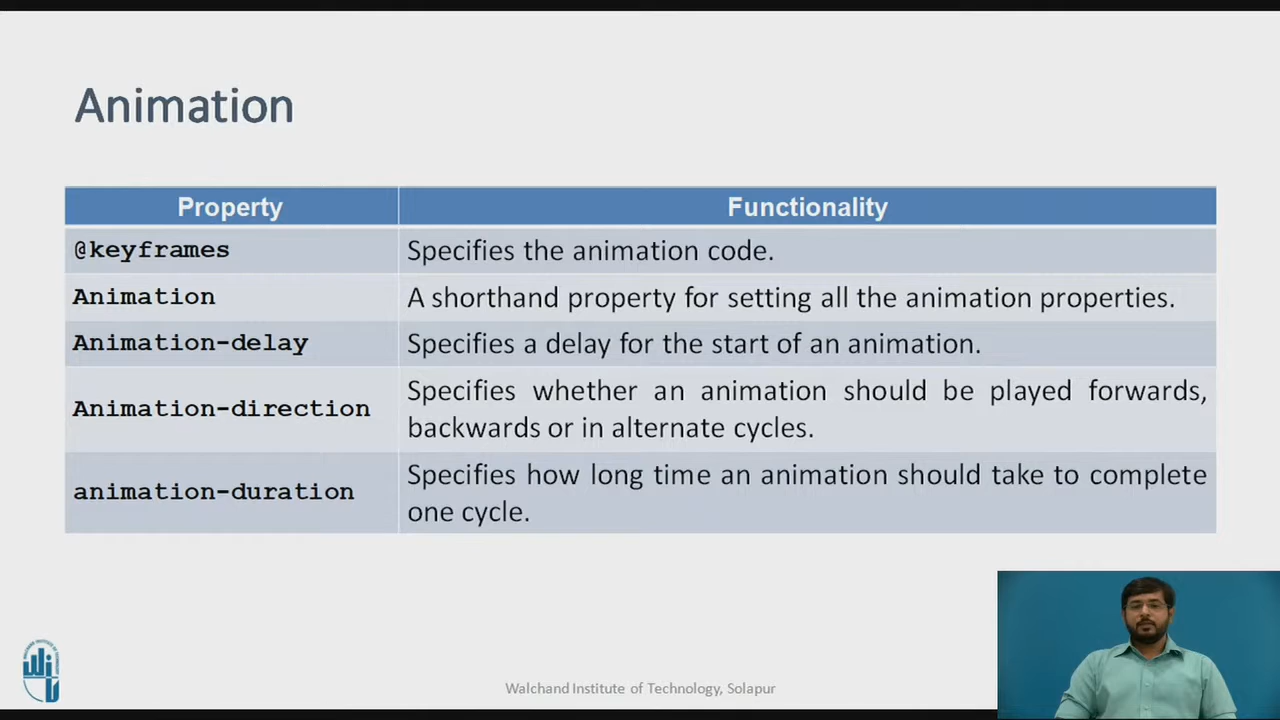 Animation
Property Functionality
@keyframes Specifies the animation code.
Animation A shorthand property for setting all the animation properties.
Animation-delay Specifies a delay for the start of an animation.
Animation-direction Specifies whether an animation should be played forwards,
backwards or in alternate cycles.
animation-duration Specifies how long time an animation should take to complete
one cycle.
Walchand Institute of Technology, Solapur